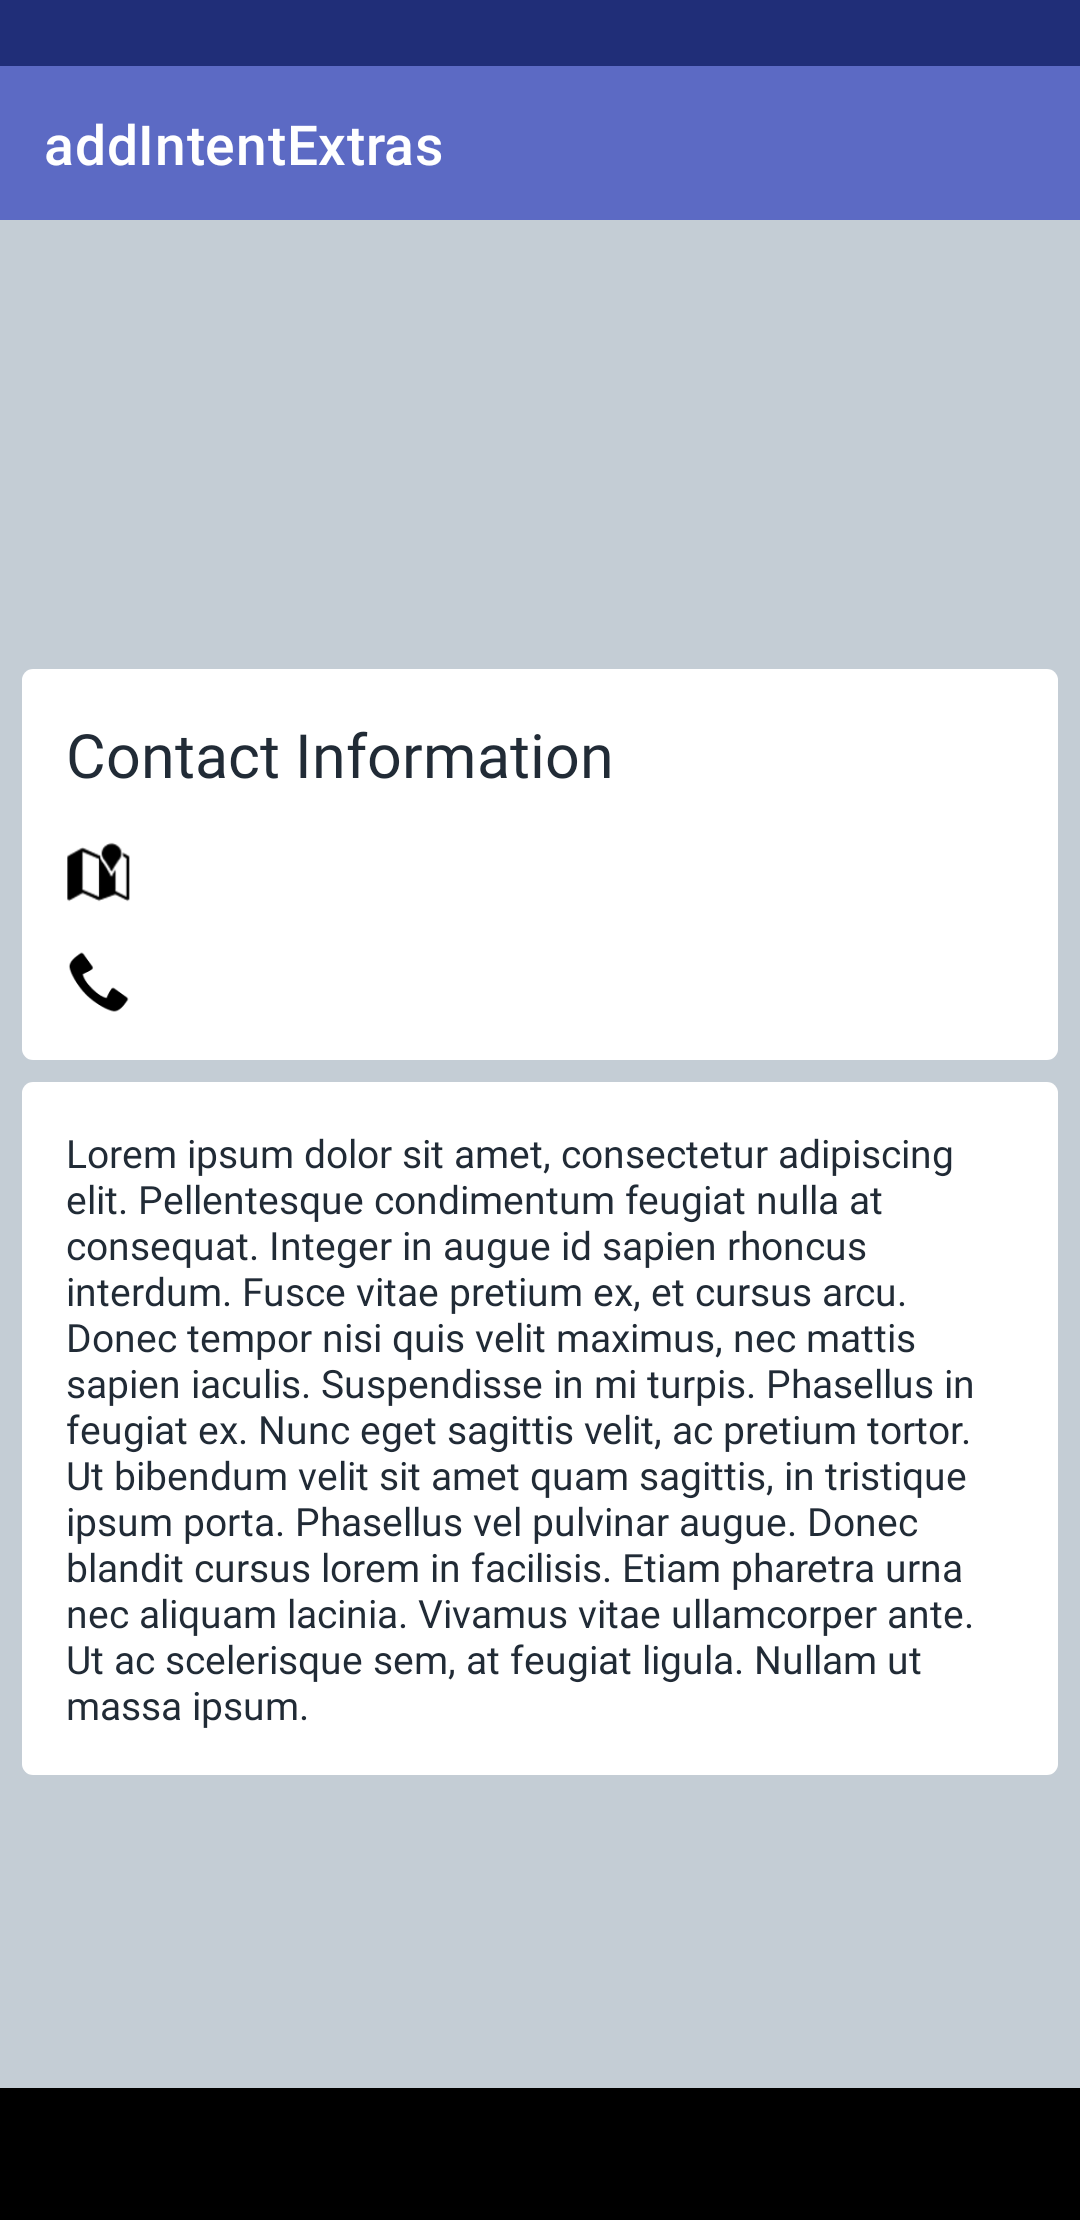 addIntentExtras
Contact Information
Lorem ipsum dolor sit amet, consectetur adipiscing
elit. Pellentesque condimentum feugiat nulla at
consequat. Integer in augue id sapien rhoncus
interdum. Fusce vitae pretium ex, et cursus arcu.
Donec tempor nisi quis velit maximus, nec mattis
sapien iaculis. Suspendisse in mi turpis. Phasellus in
feugiat ex. Nunc eget sagittis velit, ac pretium tortor.
Ut bibendum velit sit amet quam sagittis, in tristique
ipsum porta. Phasellus vel pulvinar augue. Donec
blandit cursus lorem in facilisis. Etiam pharetra urna
nec aliquam lacinia. Vivamus vitae ullamcorper ante.
Ut ac scelerisque sem, at feugiat ligula. Nullam ut
massa ipsum.